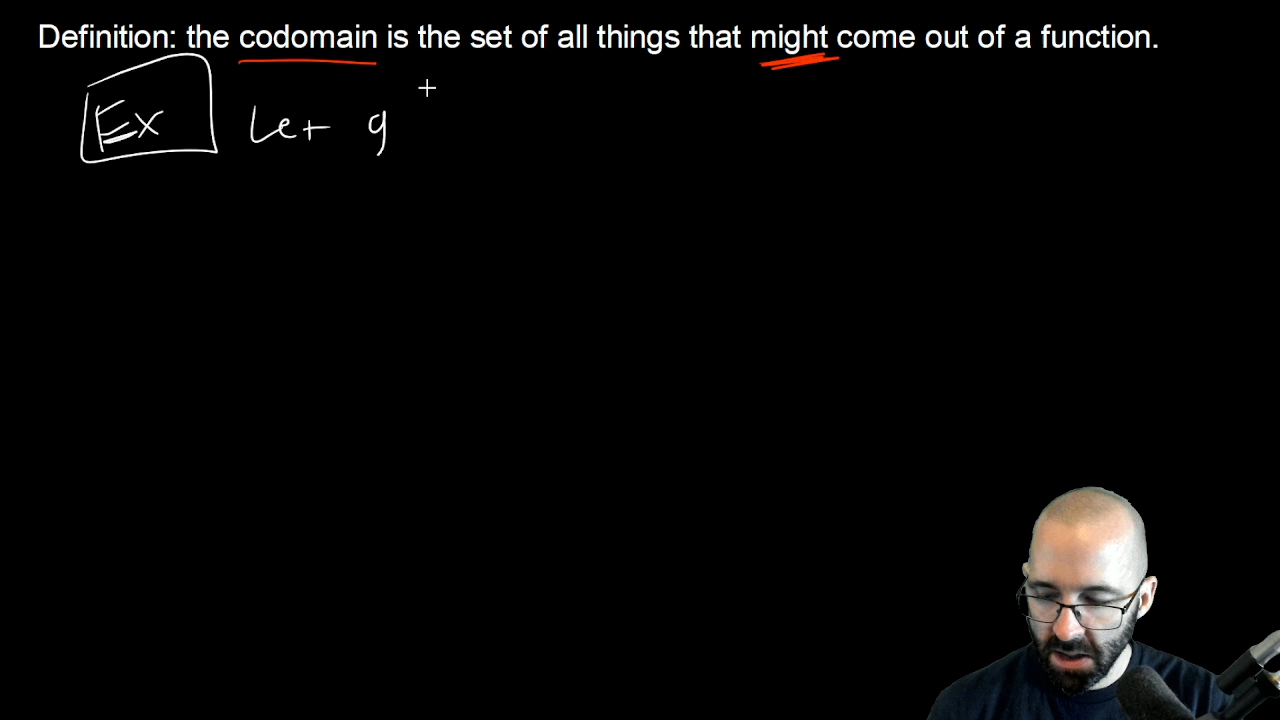 Definition: the codomain is the set of all things that might come out of a function.
Ex Let g